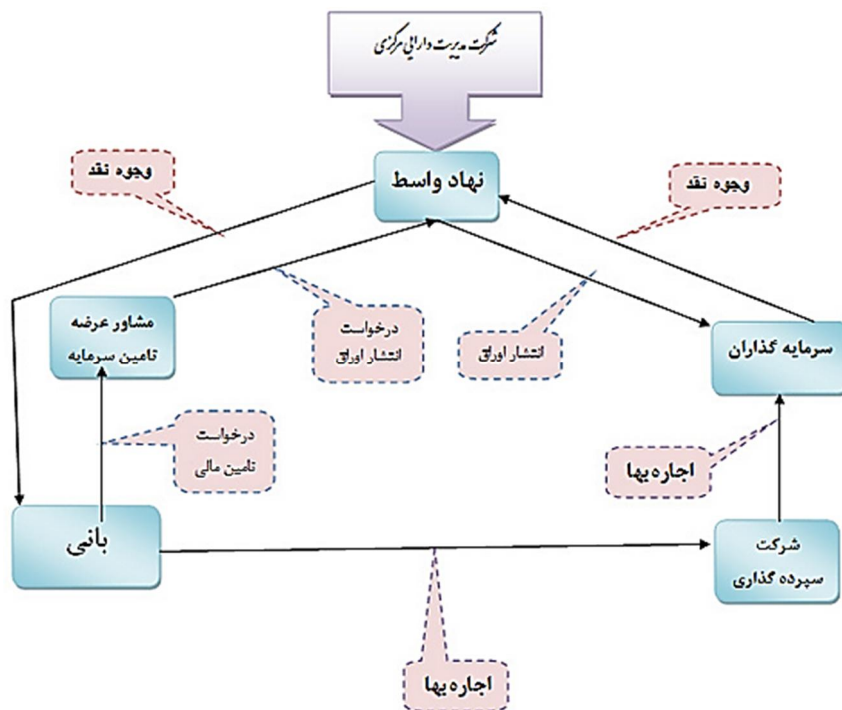 شرکت مدیریت دارایی مرکزی
نهاد واسط
وجوه نقد
وجوه نقد
مشاور عرضه
تامین سرمایه
درخواست
انتشار اوراق
انتشار اوراق
سرمایه گذاران
درخواست
تامین مالی
اجاره بها
بانی
شرکت
سپرده گذاری
اجاره بها